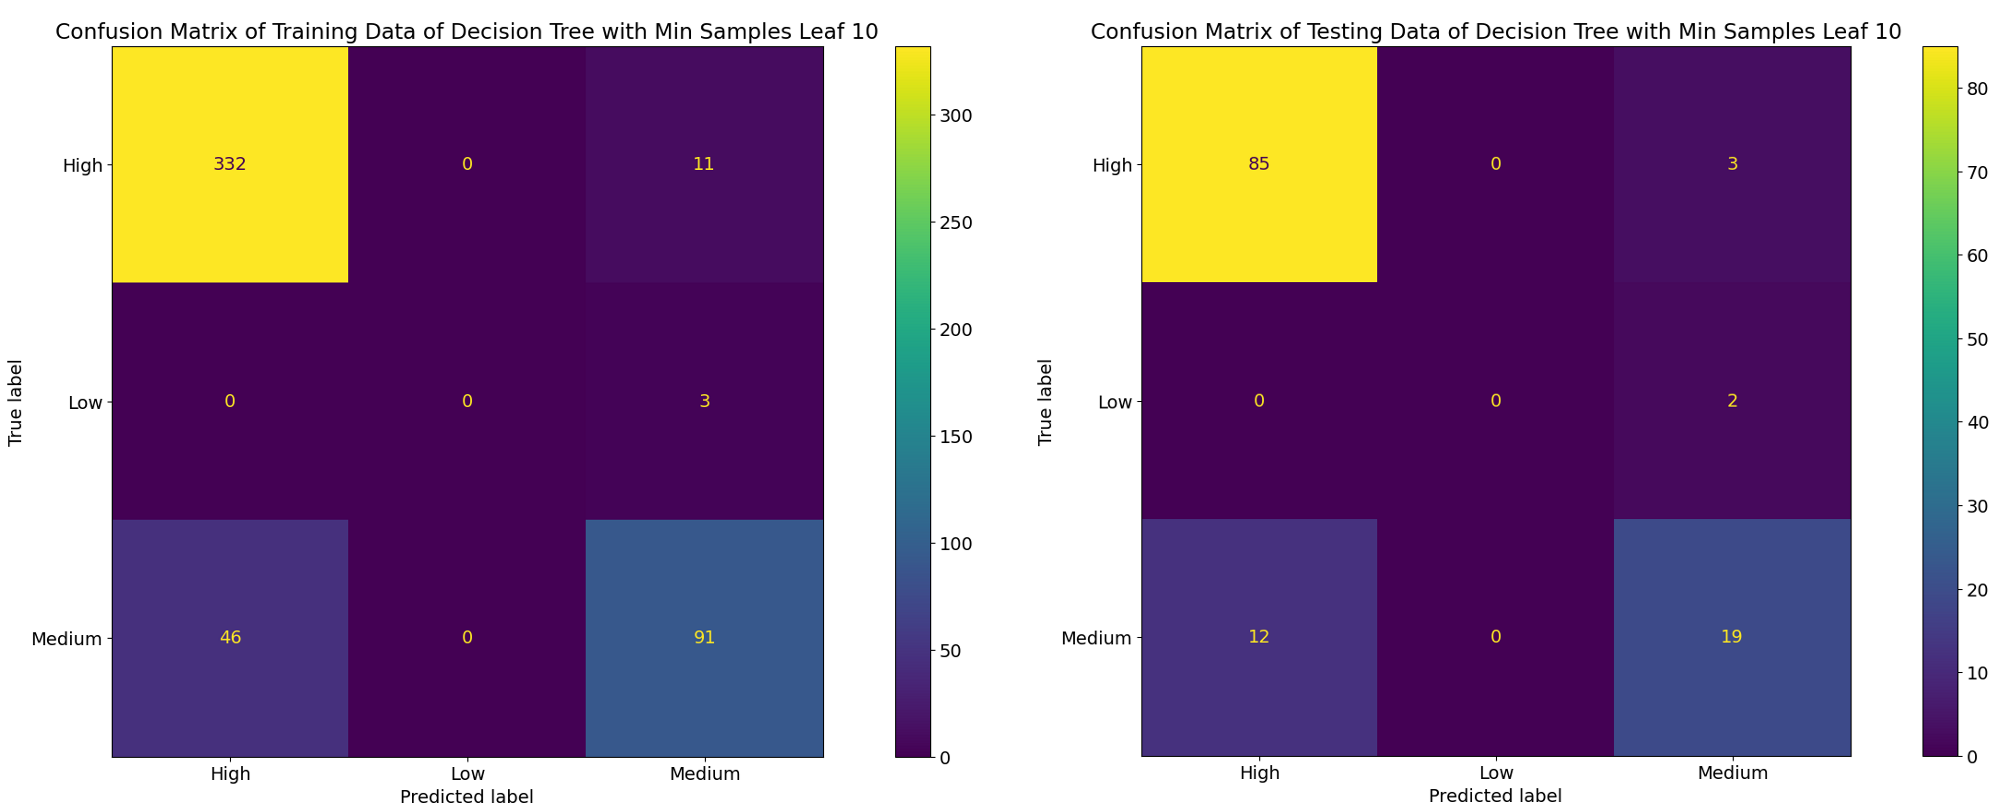 Confusion Matrix of Training Data of Decision Tree with Min Samples Leaf 10
High 332 0 11
Low 0 0 3
Medium 46 0 91
High Low Medium
Predicted label
True label
300
250
200
150
100
50
0
Confusion Matrix of Testing Data of Decision Tree with Min Samples Leaf 10
High 85 0 3
Low 0 0 2
Medium 12 0 19
High Low Medium
Predicted label
True label
80
70
60
50
40
30
20
10
0